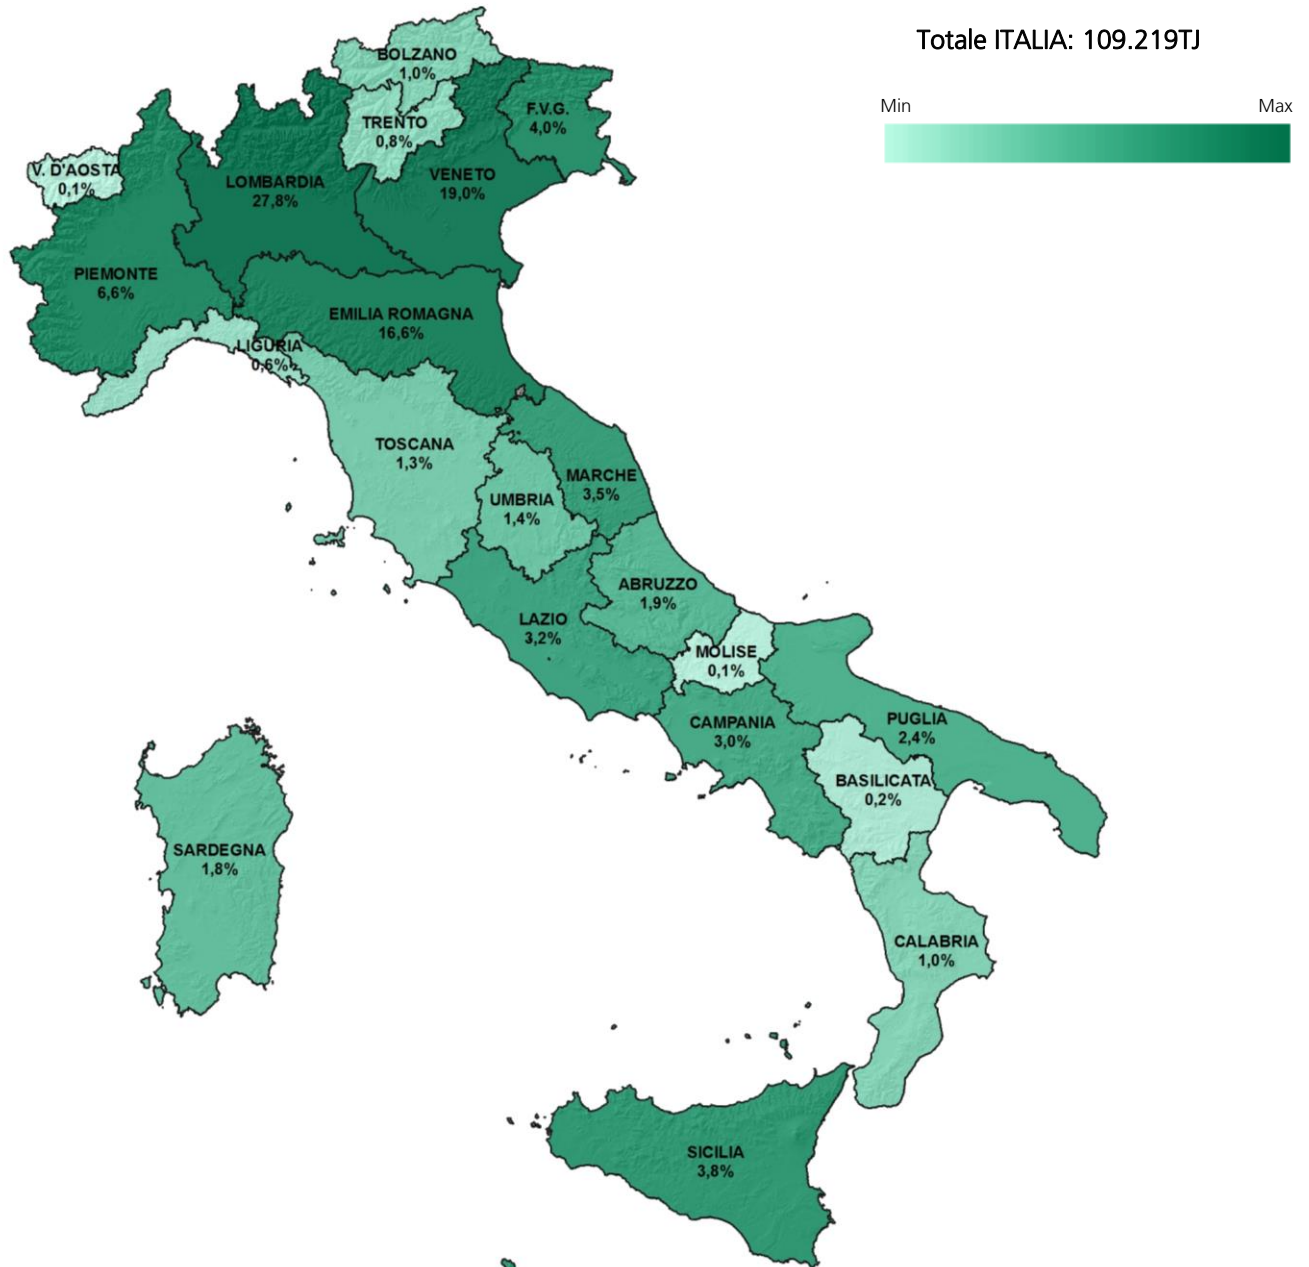 Totale ITALIA: 109.219TJ
Min
Max
BOLZANO
1,0%
TRENTO
0,8%
F.V.G.
4,0%
V. D'AOSTA
0,1%
LOMBARDIA
27,8%
VENETO
19,0%
PIEMONTE
6,6%
EMILIA ROMAGNA
16,6%
LIGURIA
0,6%
TOSCANA
1,3%
MARCHE
3,5%
UMBRIA
1,4%
ABRUZZO
1,9%
LAZIO
3,2%
MOLISE
0,1%
CAMPANIA
3,0%
PUGLIA
2,4%
BASILICATA
0,2%
SARDEGNA
1,8%
CALABRIA
1,0%
SICILIA
3,8%